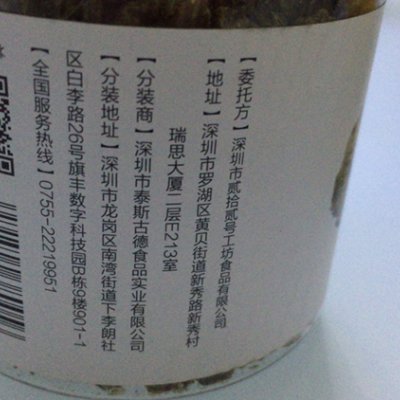 【委托方】深圳市贰拾贰号工坊食品有限公司
【地址】深圳市罗湖区黄贝街道新秀路新秀村
瑞思大厦二层E213室
【分装商】深圳市泰斯古德食品实业有限公司
【分装地址】深圳市龙岗区南湾街道下李朗社
区白李路26号旗丰数字科技园B栋9楼901-1
【全国服务热线】0755-22219951